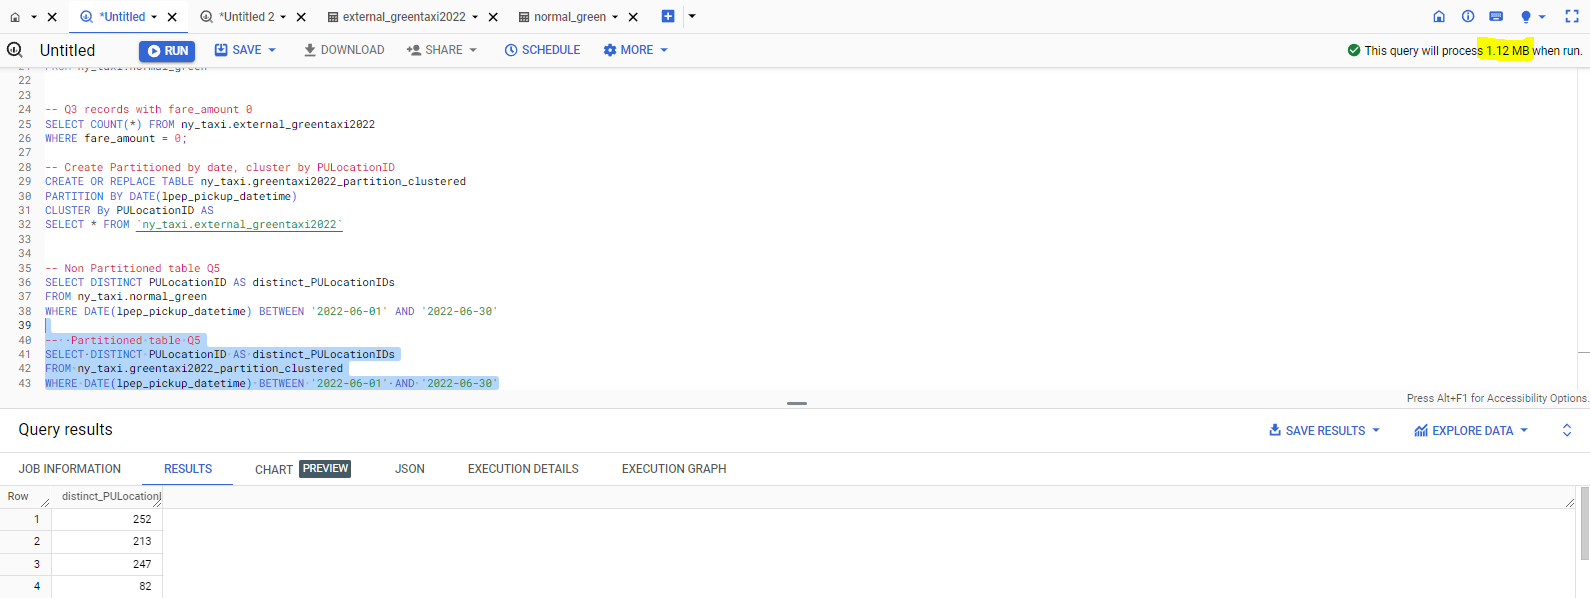 *Untitled
*Untitled 2
external_greentaxi2022
normal_green
Untitled
RUN
SAVE
DOWNLOAD
SHARE
SCHEDULE
MORE
This query will process 1.12 MB when run.
21 FROM ny_taxi.normal_green
22
23
24 -- Q3 records with fare_amount 0
25 SELECT COUNT(*) FROM ny_taxi.external_greentaxi2022
26 WHERE fare_amount = 0;
27
28 -- Create Partitioned by date, cluster by PULocationID
29 CREATE OR REPLACE TABLE ny_taxi.greentaxi2022_partition_clustered
30 PARTITION BY DATE(lpep_pickup_datetime)
31 CLUSTER By PULocationID AS
32 SELECT * FROM `ny_taxi.external_greentaxi2022`
33
34
35 -- Non Partitioned table Q5
36 SELECT DISTINCT PULocationID AS distinct_PULocationIDs
37 FROM ny_taxi.normal_green
38 WHERE DATE(lpep_pickup_datetime) BETWEEN '2022-06-01' AND '2022-06-30'
39
40 --  Partitioned table Q5
41 SELECT DISTINCT PULocationID AS distinct_PULocationIDs
42 FROM ny_taxi.greentaxi2022_partition_clustered
43 WHERE DATE(lpep_pickup_datetime) BETWEEN '2022-06-01' AND '2022-06-30'
Press Alt+F1 for Accessibility Options.
Query results
SAVE RESULTS
EXPLORE DATA
JOB INFORMATION
RESULTS
CHART PREVIEW
JSON
EXECUTION DETAILS
EXECUTION GRAPH
Row distinct_PULocationI
1 252
2 213
3 247
4 82